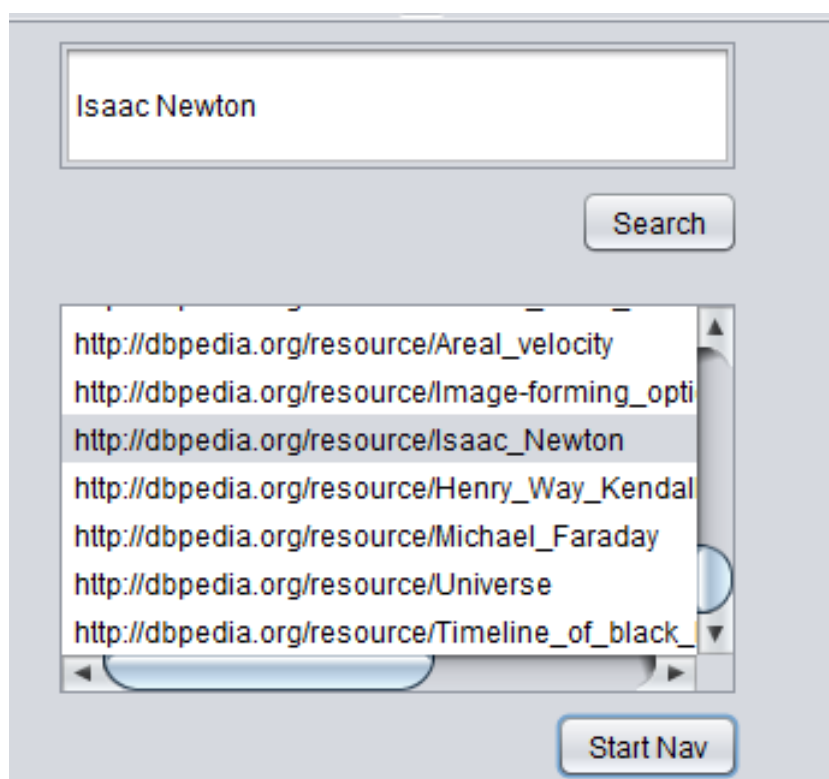 Isaac Newton
Search
http://dbpedia.org/resource/Areal_velocity
http://dbpedia.org/resource/Image-forming_opti
http://dbpedia.org/resource/Isaac_Newton
http://dbpedia.org/resource/Henry_Way_Kendal
http://dbpedia.org/resource/Michael_Faraday
http://dbpedia.org/resource/Universe
http://dbpedia.org/resource/Timeline_of_black_
Start Nav